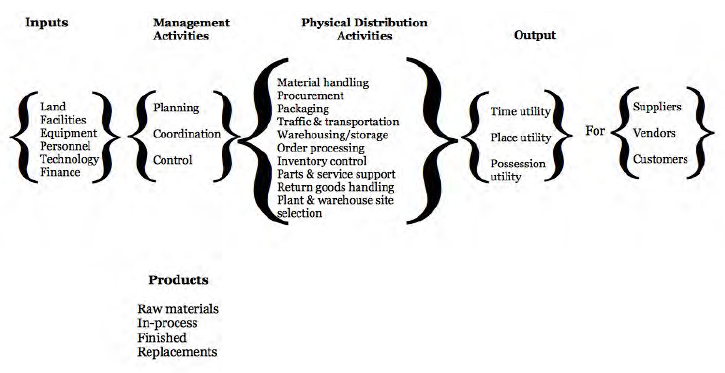 Inputs
Management
Activities
Physical Distribution
Activities
Output
Land
Facilities
Equipment
Personnel
Technology
Finance
Planning
Coordination
Control
Material handling
Procurement
Packaging
Traffic & transportation
Warehousing/storage
Order processing
Inventory control
Parts & service support
Return goods handling
Plant & warehouse site
selection
Time utility
Place utility
Possession
utility
For
Suppliers
Vendors
Customers
Products
Raw materials
In-process
Finished
Replacements